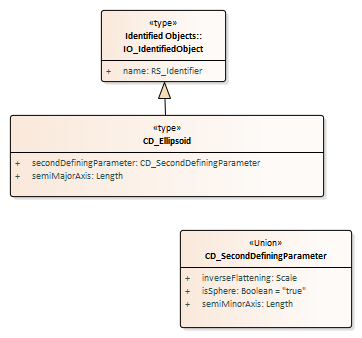 «type»
Identified Objects::
IO_IdentifiedObject
+ name: RS_Identifier
«type»
CD_Ellipsoid
+ secondDefiningParameter: CD_SecondDefiningParameter
+ semiMajorAxis: Length
«Union»
CD_SecondDefiningParameter
+ inverseFlattening: Scale
+ isSphere: Boolean = "true"
+ semiMinorAxis: Length